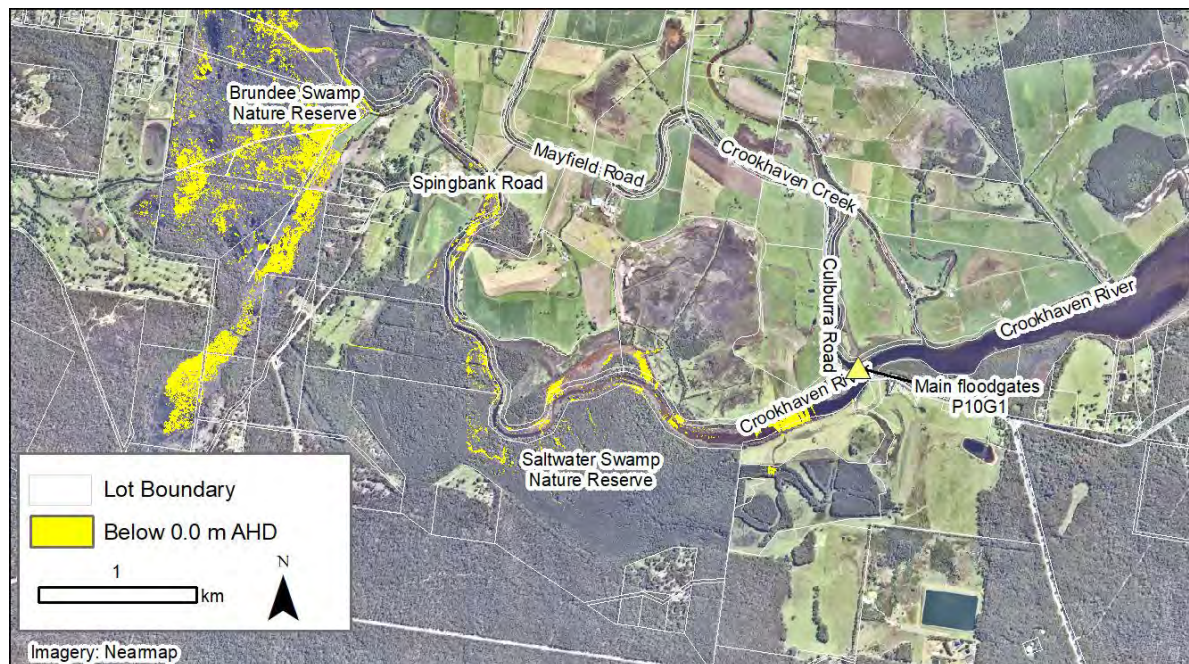 Brundee Swamp
Nature Reserve
Spingbank Road
Mayfield Road
Crookhaven Creek
Culburra Road
Crookhaven River
Crookhaven River
Main floodgates
P10G1
Saltwater Swamp
Nature Reserve
Lot Boundary
Below 0.0 m AHD
1
km
N
Imagery: Nearmap